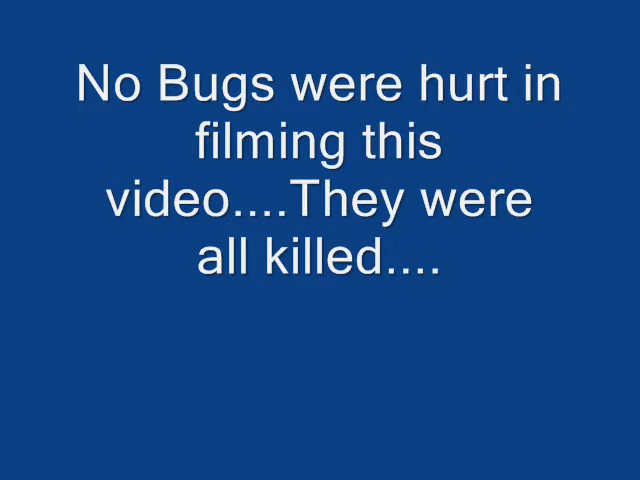 No Bugs were hurt in
filming this
video....They were
all killed....